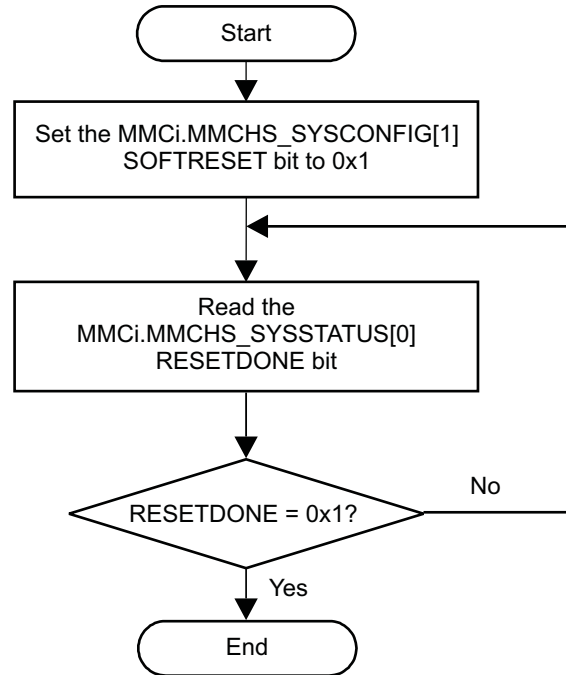 Start
Set the MMCi.MMCHS_SYSCONFIG[1]
SOFTRESET bit to 0x1
Read the
MMCi.MMCHS_SYSSTATUS[0]
RESETDONE bit
RESETDONE = 0x1?
No
Yes
End